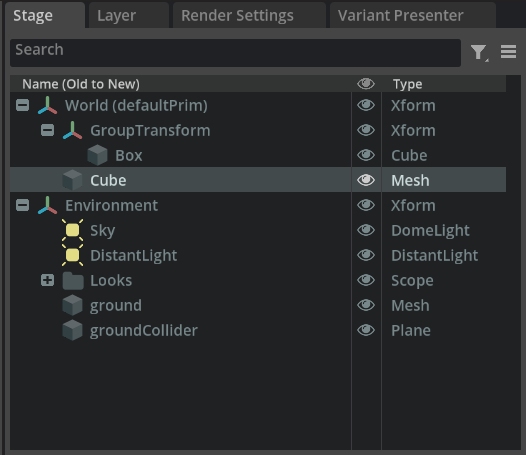 Stage Layer Render Settings Variant Presenter
Search
Name (Old to New) Type
World (defaultPrim) Xform
GroupTransform Xform
Box Cube
Cube Mesh
Environment Xform
Sky DomeLight
DistantLight DistantLight
Looks Scope
ground Mesh
groundCollider Plane